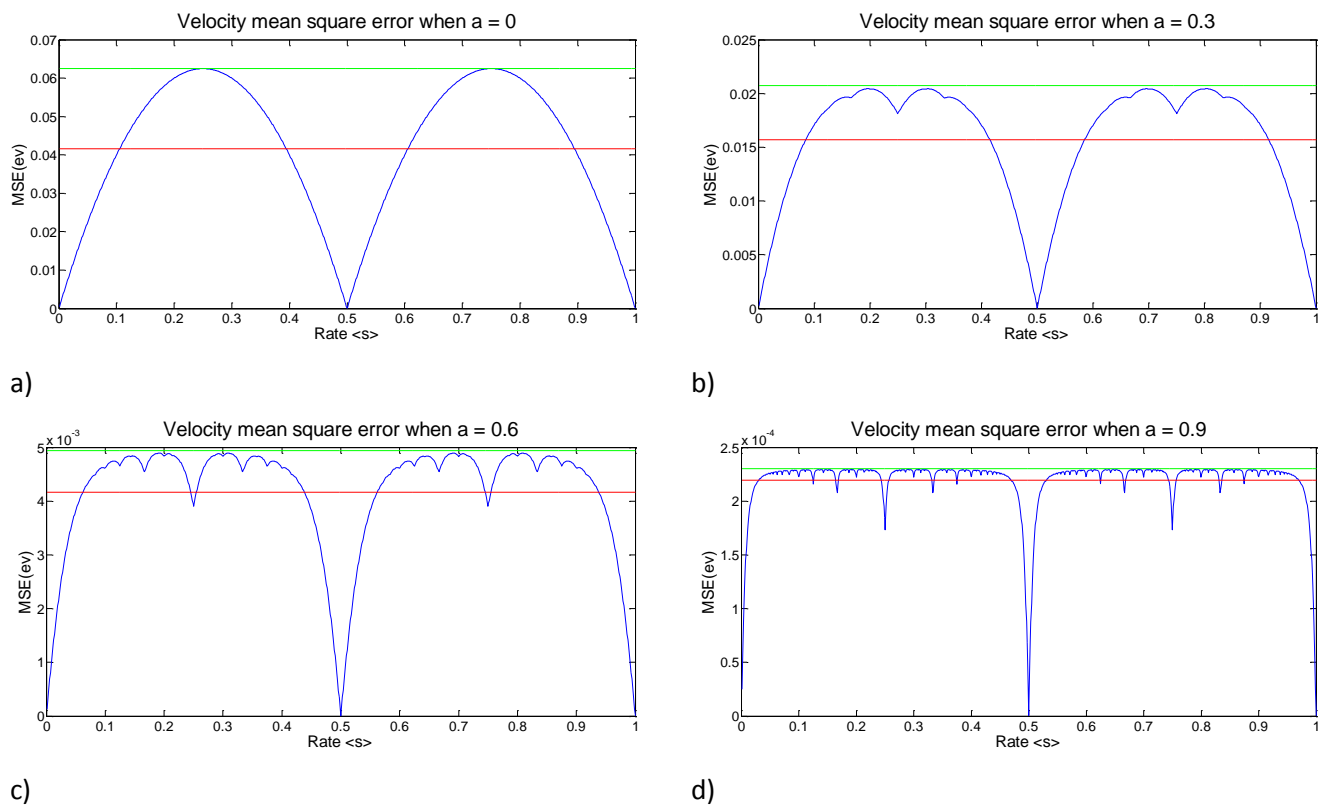 Velocity mean square error when a = 0
MSE(ev)
0.07
0.06
0.05
0.04
0.03
0.02
0.01
0
0 0.1 0.2 0.3 0.4 0.5 0.6 0.7 0.8 0.9 1
Rate <s>
a)
Velocity mean square error when a = 0.3
MSE(ev)
0.025
0.02
0.015
0.01
0.005
0
0 0.1 0.2 0.3 0.4 0.5 0.6 0.7 0.8 0.9 1
Rate <s>
b)
Velocity mean square error when a = 0.6
x 10^-3
MSE(ev)
5
4
3
2
1
0
0 0.1 0.2 0.3 0.4 0.5 0.6 0.7 0.8 0.9 1
Rate <s>
c)
Velocity mean square error when a = 0.9
x 10^-4
MSE(ev)
2.5
2
1.5
1
0.5
0
0 0.1 0.2 0.3 0.4 0.5 0.6 0.7 0.8 0.9 1
Rate <s>
d)